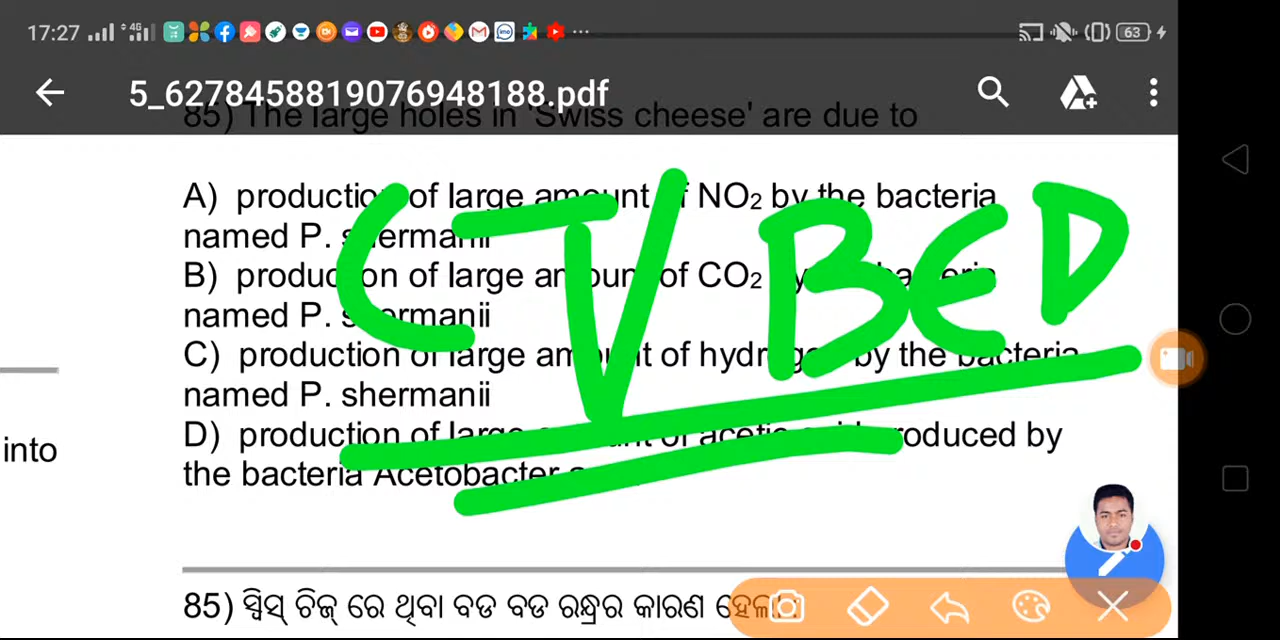 17:27 4G 63
5_6278458819076948188.pdf
85) The large holes in 'Swiss cheese' are due to
A) production of large amount of NO2 by the bacteria
named P. shermanii
B) production of large amount of CO2 by the bacteria
named P. shermanii
C) production of large amount of hydrogen by the bacteria
named P. shermanii
into
D) production of large amount of acetic acid produced by
the bacteria Acetobacter
CTVBED
85) ସ୍ଵିସ୍ ଚିଜ୍ ରେ ଥିବା ବଡ ବଡ ରନ୍ଧ୍ରର କାରଣ ହେଲା